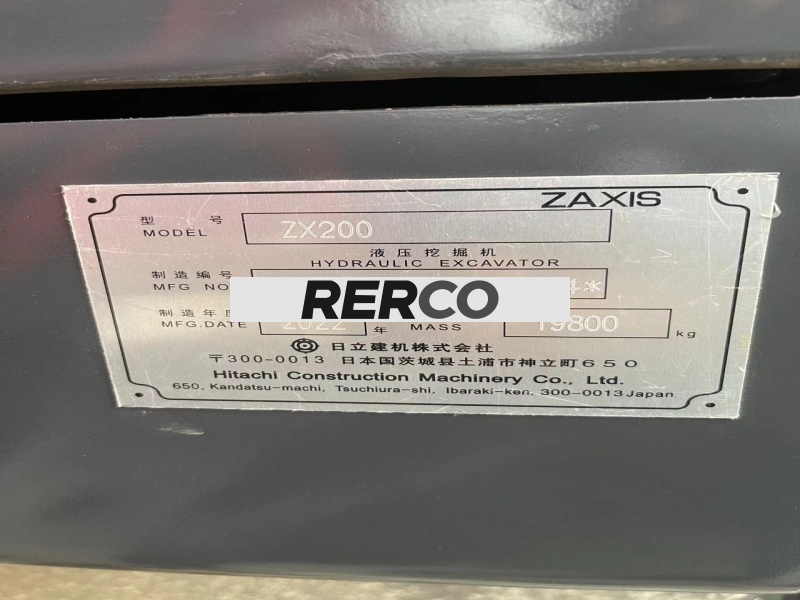 ZAXIS
型 号
MODEL ZX200
液压挖掘机
HYDRAULIC EXCAVATOR
制造编号
MFG NO
RERCO
制造年度
MFG.DATE 2022 年 MASS 19800 kg
日立建机株式会社
〒300-0013 日本国茨城县土浦市神立町650
Hitachi Construction Machinery Co., Ltd.
650, Kandatsu-machi, Tsuchiura-shi, Ibaraki-ken, 300-0013 Japan